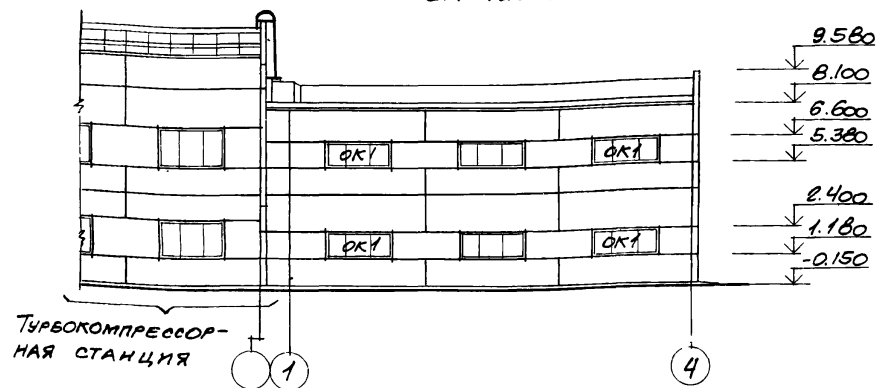 9.580
8.100
6.600
5.380
ОК1
ОК1
2.400
1.180
ОК1
ОК1
-0.150
Турбокомпрессор-
ная станция
1
4